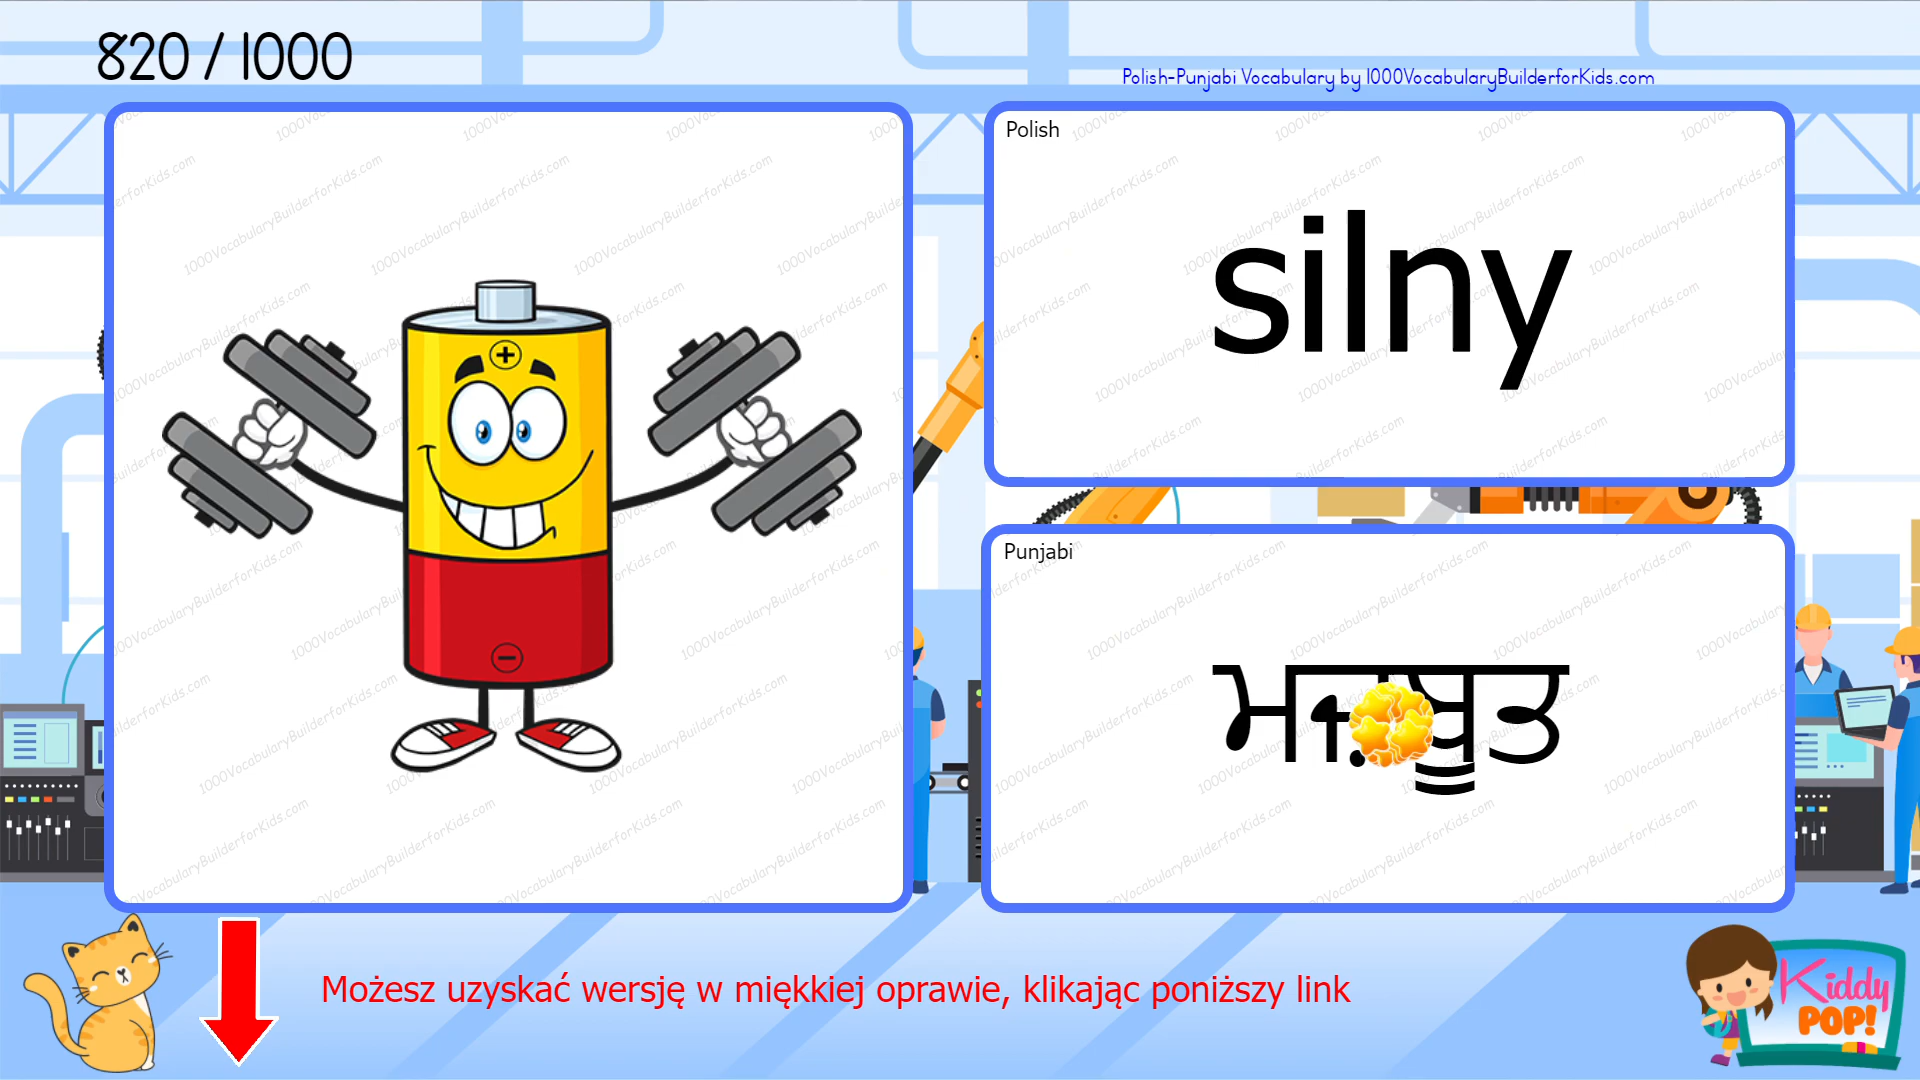 820 / 1000
Polish-Punjabi Vocabulary by 1000VocabularyBuilderforKids.com
Polish
silny
Punjabi
ਮਜ਼ਬੂਤ
Możesz uzyskać wersję w miękkiej oprawie, klikając poniższy link
Kiddy
POP!